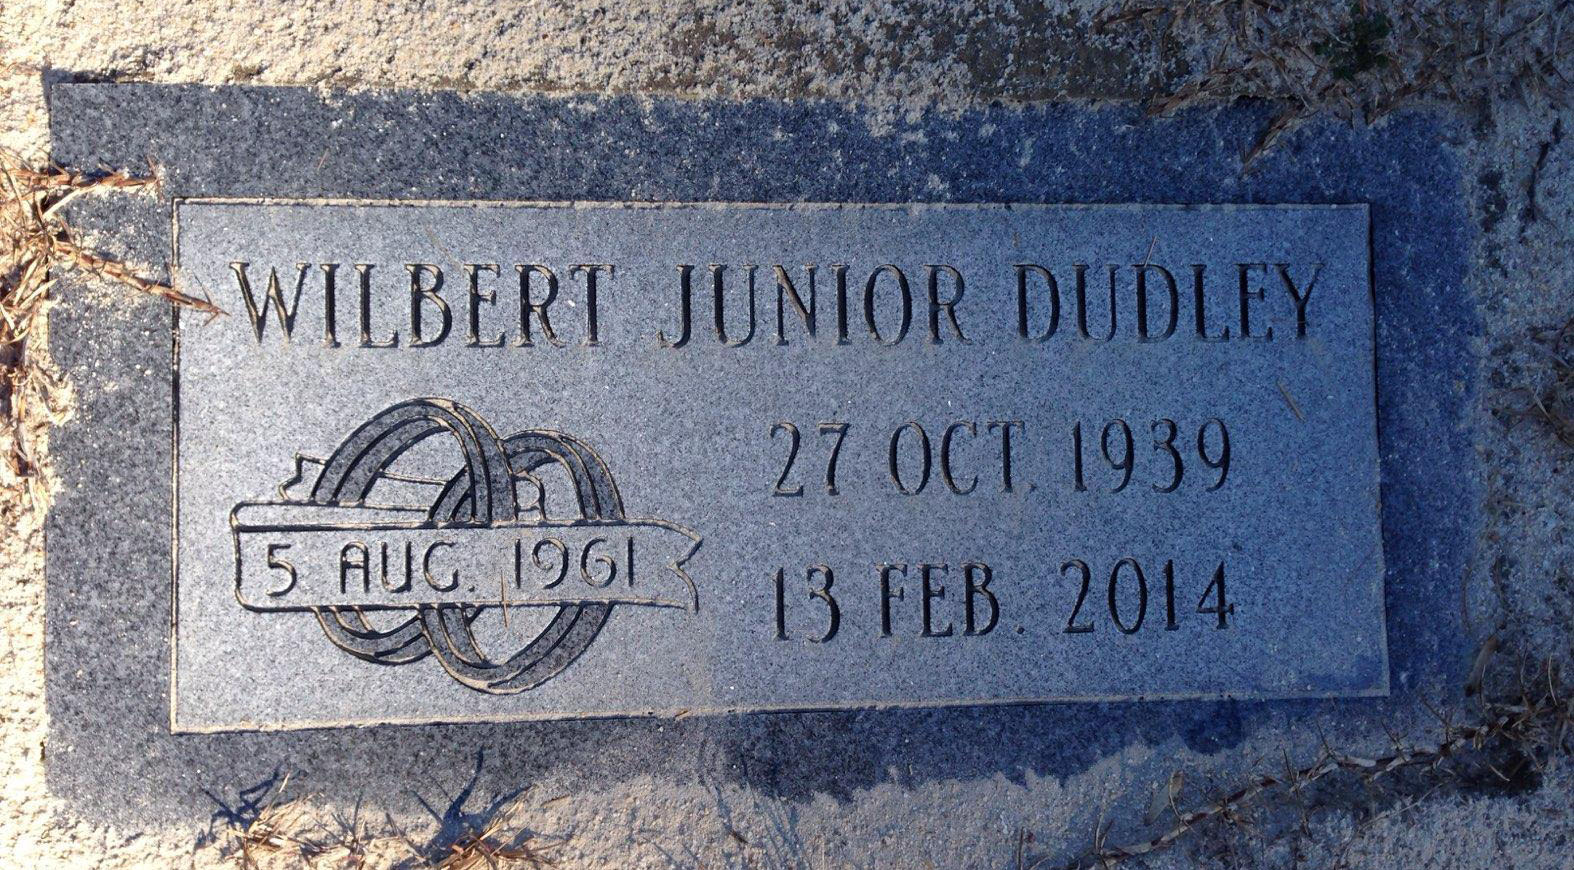 WILBERT JUNIOR DUDLEY
27 OCT. 1939
5 AUG. 1961
13 FEB. 2014